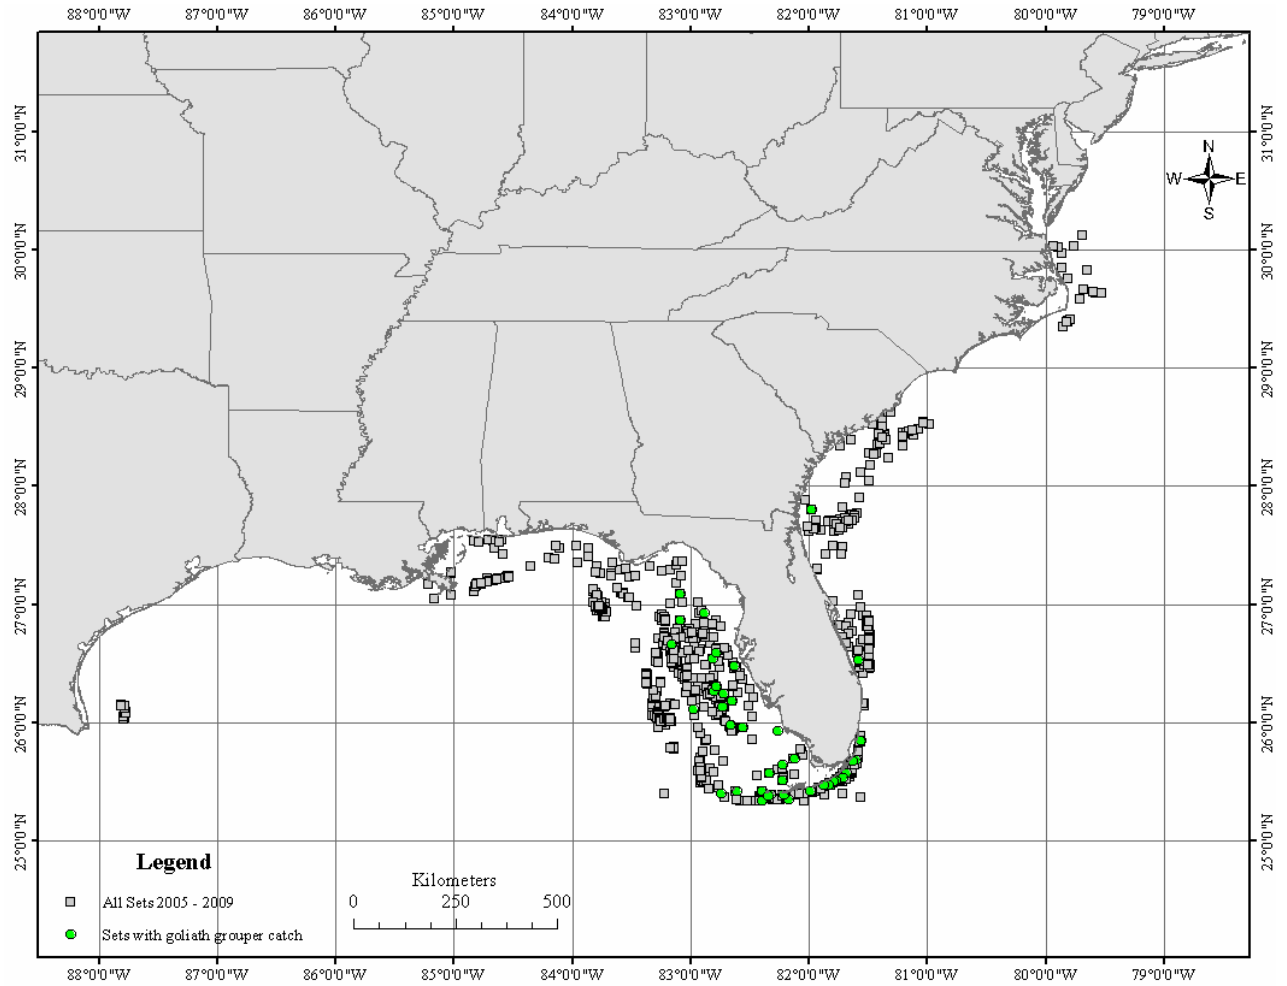 88°0'0"W 87°0'0"W 86°0'0"W 85°0'0"W 84°0'0"W 83°0'0"W 82°0'0"W 81°0'0"W 80°0'0"W 79°0'0"W
31°0'0"N 31°0'0"N
N
W E
S
30°0'0"N 30°0'0"N
29°0'0"N 29°0'0"N
28°0'0"N 28°0'0"N
27°0'0"N 27°0'0"N
26°0'0"N 26°0'0"N
25°0'0"N 25°0'0"N
Legend
All Sets 2005 - 2009
Sets with goliath grouper catch
Kilometers
0 250 500
88°0'0"W 87°0'0"W 86°0'0"W 85°0'0"W 84°0'0"W 83°0'0"W 82°0'0"W 81°0'0"W 80°0'0"W 79°0'0"W